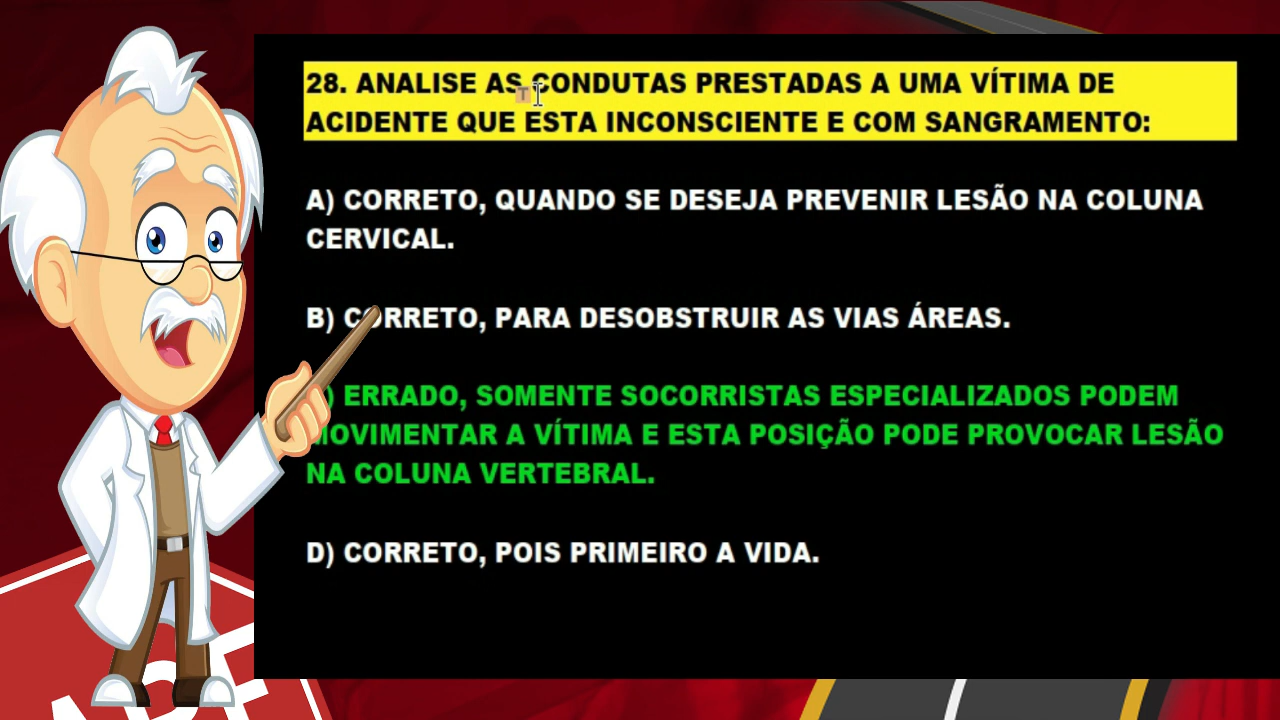 28. ANALISE AS CONDUTAS PRESTADAS A UMA VÍTIMA DE
ACIDENTE QUE ESTA INCONSCIENTE E COM SANGRAMENTO:
A) CORRETO, QUANDO SE DESEJA PREVENIR LESÃO NA COLUNA
CERVICAL.
B) CORRETO, PARA DESOBSTRUIR AS VIAS ÁREAS.
) ERRADO, SOMENTE SOCORRISTAS ESPECIALIZADOS PODEM
MOVIMENTAR A VÍTIMA E ESTA POSIÇÃO PODE PROVOCAR LESÃO
NA COLUNA VERTEBRAL.
D) CORRETO, POIS PRIMEIRO A VIDA.